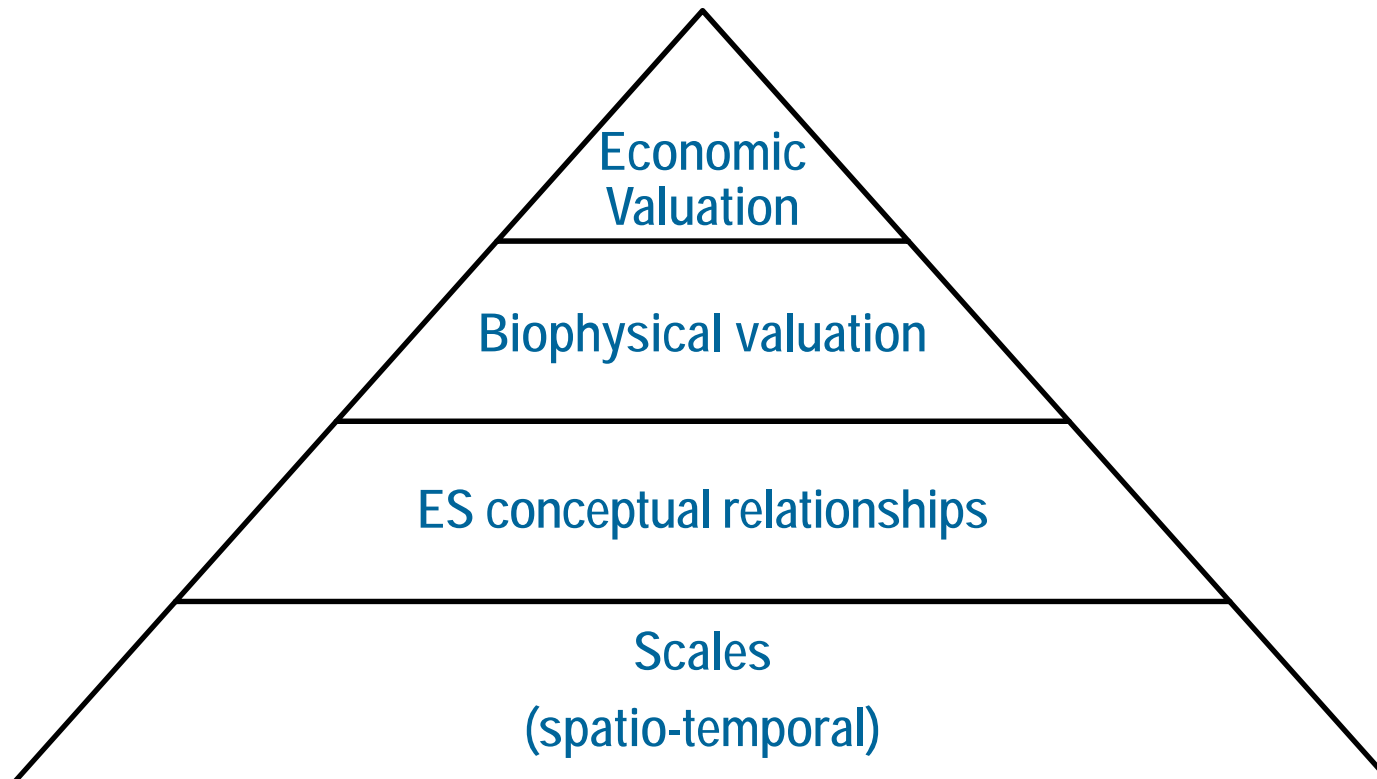 Economic
Valuation
Biophysical valuation
ES conceptual relationships
Scales
(spatio-temporal)